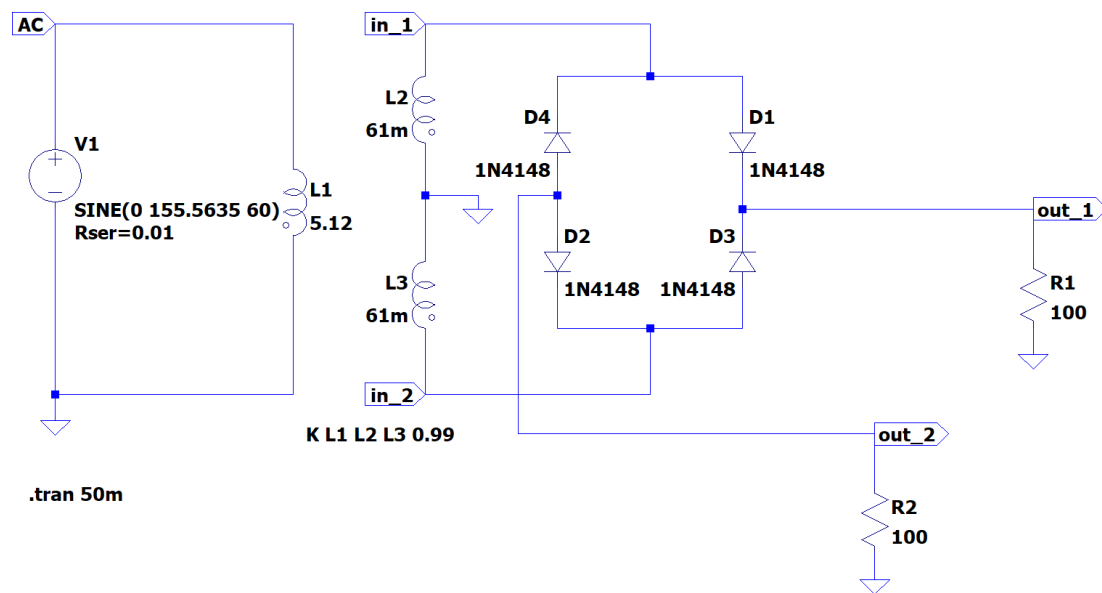 AC
V1
SINE(0 155.5635 60)
Rser=0.01
L1
5.12
in_1
L2
61m
L3
61m
in_2
K L1 L2 L3 0.99
D4
1N4148
D1
1N4148
D2
1N4148
D3
1N4148
out_1
R1
100
out_2
R2
100
.tran 50m